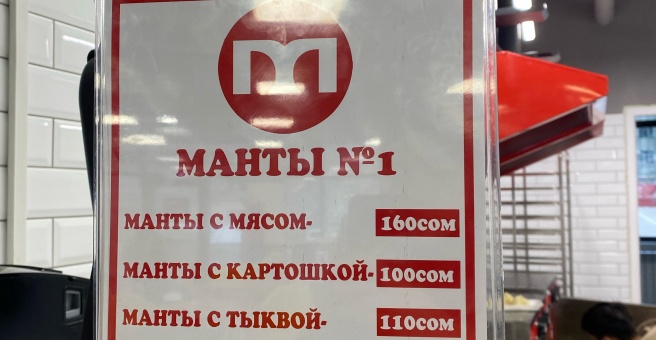 m
МАНТЫ №1
МАНТЫ С МЯСОМ- 160СОМ
МАНТЫ С КАРТОШКОЙ- 100СОМ
МАНТЫ С ТЫКВОЙ- 110СОМ